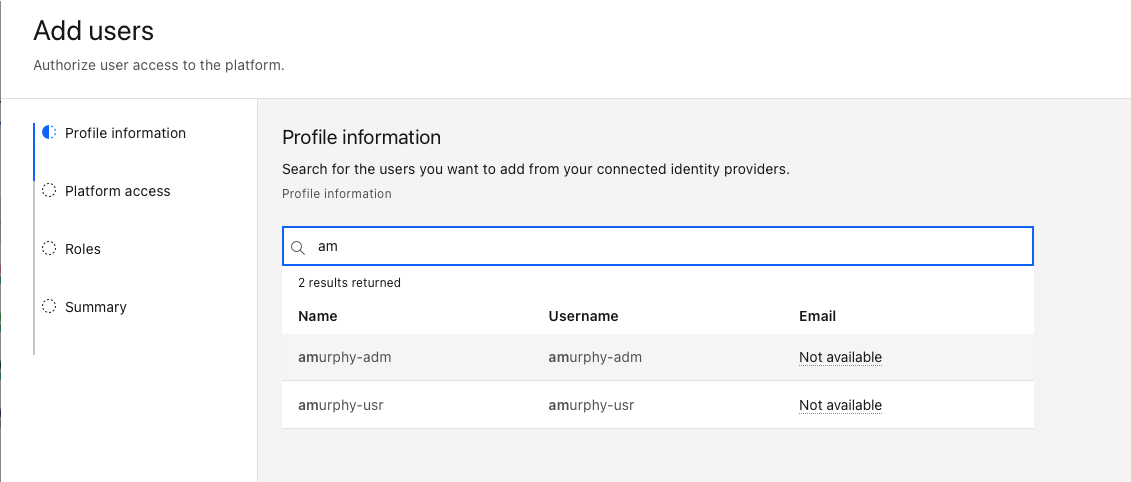 Add users
Authorize user access to the platform.
Profile information
Platform access
Roles
Summary
Profile information
Search for the users you want to add from your connected identity providers.
Profile information
am
2 results returned
Name Username Email
amurphy-adm amurphy-adm Not available
amurphy-usr amurphy-usr Not available